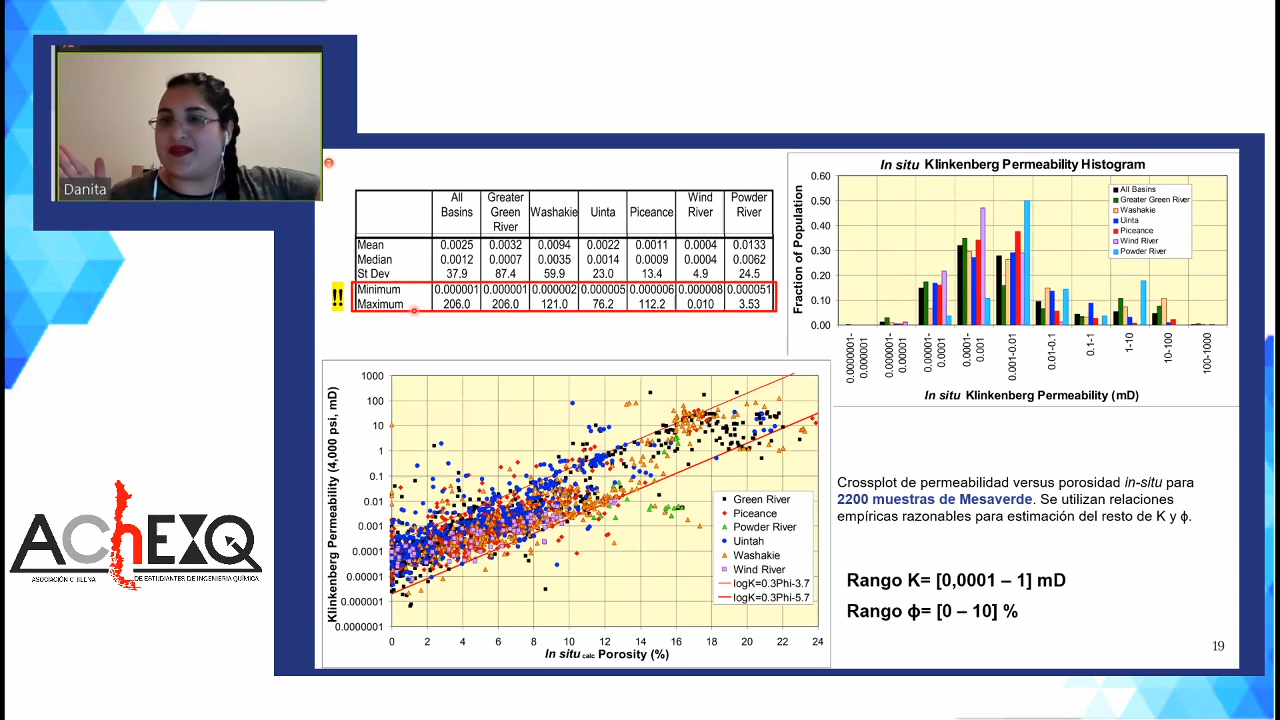 Danita
All Basins Greater Green River Washakie Uinta Piceance Wind River Powder River
Mean 0.0025 0.0032 0.0094 0.0022 0.0011 0.0004 0.0133
Median 0.0012 0.0007 0.0035 0.0014 0.0009 0.0004 0.0062
St Dev 37.9 87.4 59.9 23.0 13.4 4.9 24.5
!! Minimum 0.000001 0.000001 0.000002 0.000005 0.000006 0.000008 0.000051
Maximum 206.0 206.0 121.0 76.2 112.2 0.010 3.53
In situ Klinkenberg Permeability Histogram
Fraction of Population
0.60
0.50
0.40
0.30
0.20
0.10
0.00
All Basins
Greater Green River
Washakie
Uinta
Piceance
Wind River
Powder River
0.0000001-0.000001
0.000001-0.00001
0.00001-0.0001
0.0001-0.001
0.001-0.01
0.01-0.1
0.1-1
1-10
10-100
100-1000
In situ Klinkenberg Permeability (mD)
Klinkenberg Permeability (4,000 psi, mD)
1000
100
10
1
0.1
0.01
0.001
0.0001
0.00001
0.000001
0.0000001
0 2 4 6 8 10 12 14 16 18 20 22 24
In situ calc Porosity (%)
Green River
Piceance
Powder River
Uintah
Washakie
Wind River
logK=0.3Phi-3.7
logK=0.3Phi-5.7
Crossplot de permeabilidad versus porosidad in-situ para
2200 muestras de Mesaverde. Se utilizan relaciones
empíricas razonables para estimación del resto de K y ϕ.
Rango K= [0,0001 – 1] mD
Rango ϕ= [0 – 10] %
19
AChEXQ
ASOCIACIÓN CHILENA DE ESTUDIANTES DE INGENIERÍA QUÍMICA